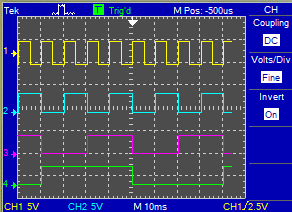 Tek T Trig'd M Pos: -500us CH
Coupling
DC
1
Volts/Div
Fine
2
Invert
On
3
4
CH1 5V CH2 5V M 10ms CH1/2.5V